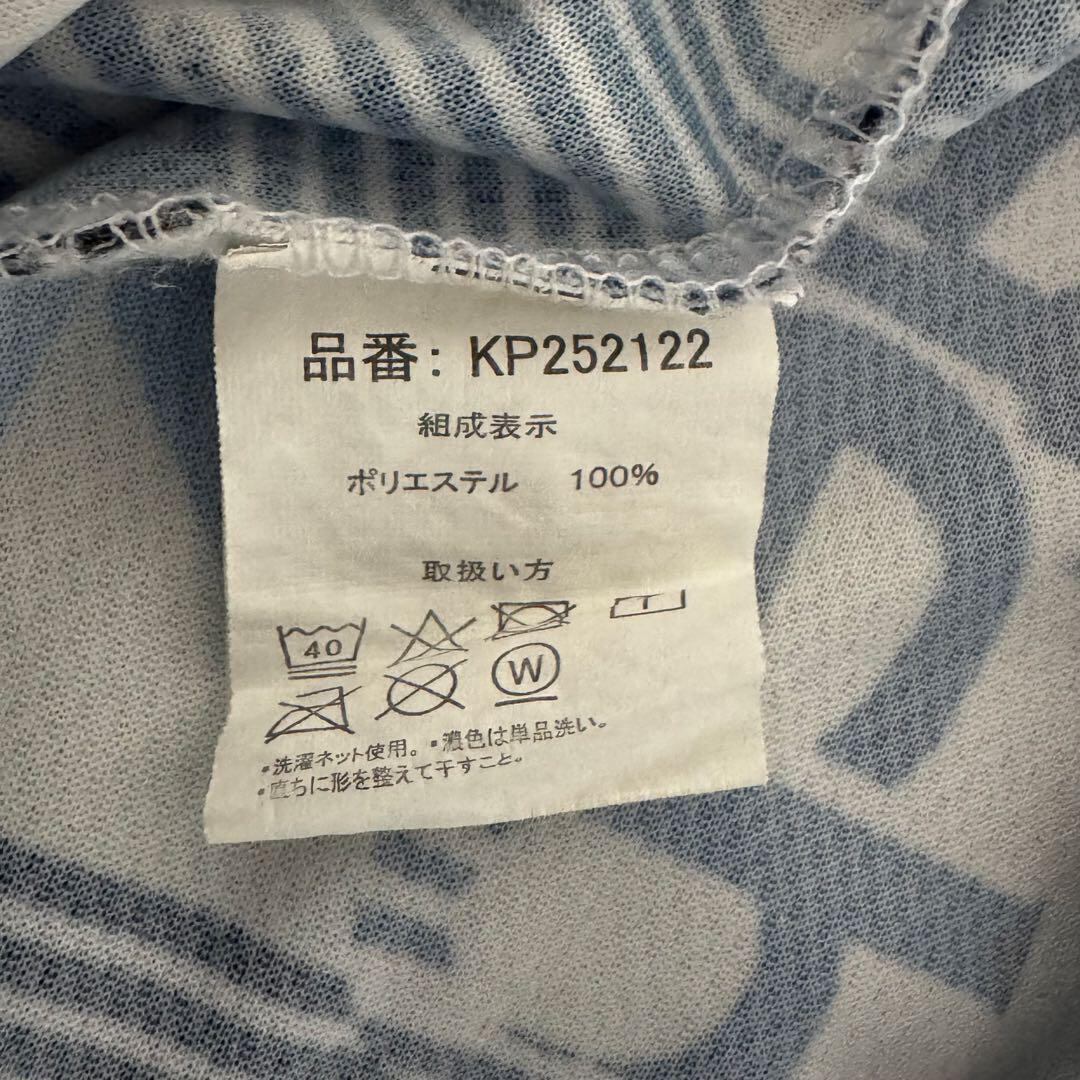 品番: KP252122
組成表示
ポリエステル 100%
取扱い方
40
W
・洗濯ネット使用。・濃色は単品洗い。
・直ちに形を整えて干すこと。